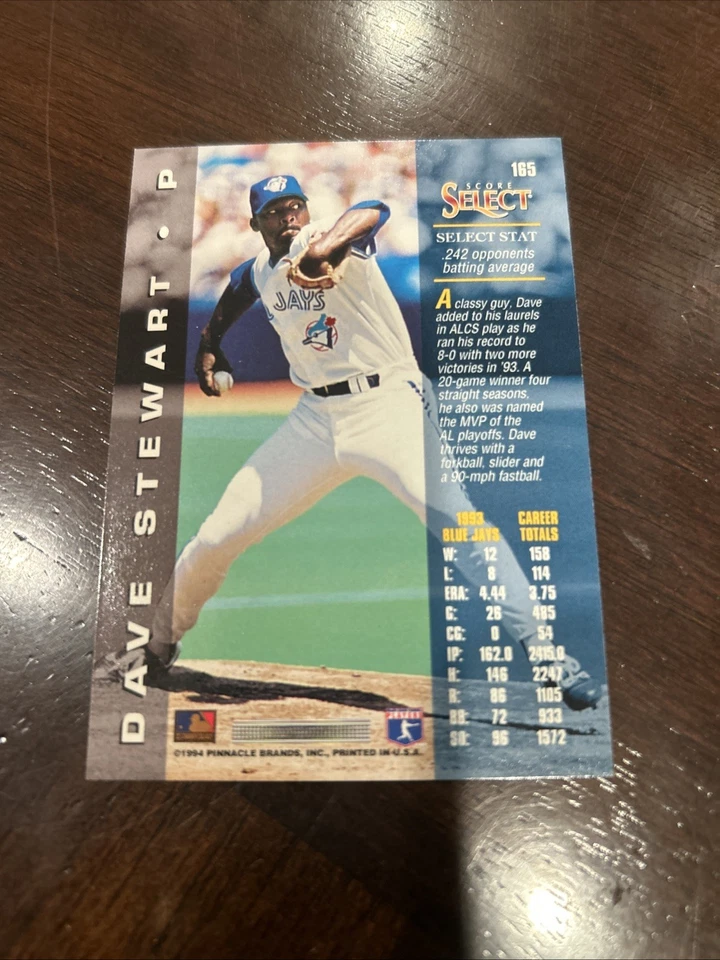 165
SCORE
SELECT
SELECT STAT
.242 opponents
batting average
A classy guy, Dave
added to his laurels
in ALCS play as he
ran his record to
8-0 with two more
victories in '93. A
20-game winner four
straight seasons,
he also was named
the MVP of the
AL playoffs. Dave
thrives with a
forkball, slider and
a 90-mph fastball.
1993 CAREER
BLUE JAYS TOTALS
W: 12 158
L: 8 114
ERA: 4.44 3.75
G: 26 485
CG: 0 54
IP: 162.0 2415.0
H: 146 2247
R: 86 1105
BB: 72 933
SO: 96 1572
DAVE STEWART • P
JAYS
PLAYERS
©1994 PINNACLE BRANDS, INC., PRINTED IN U.S.A.